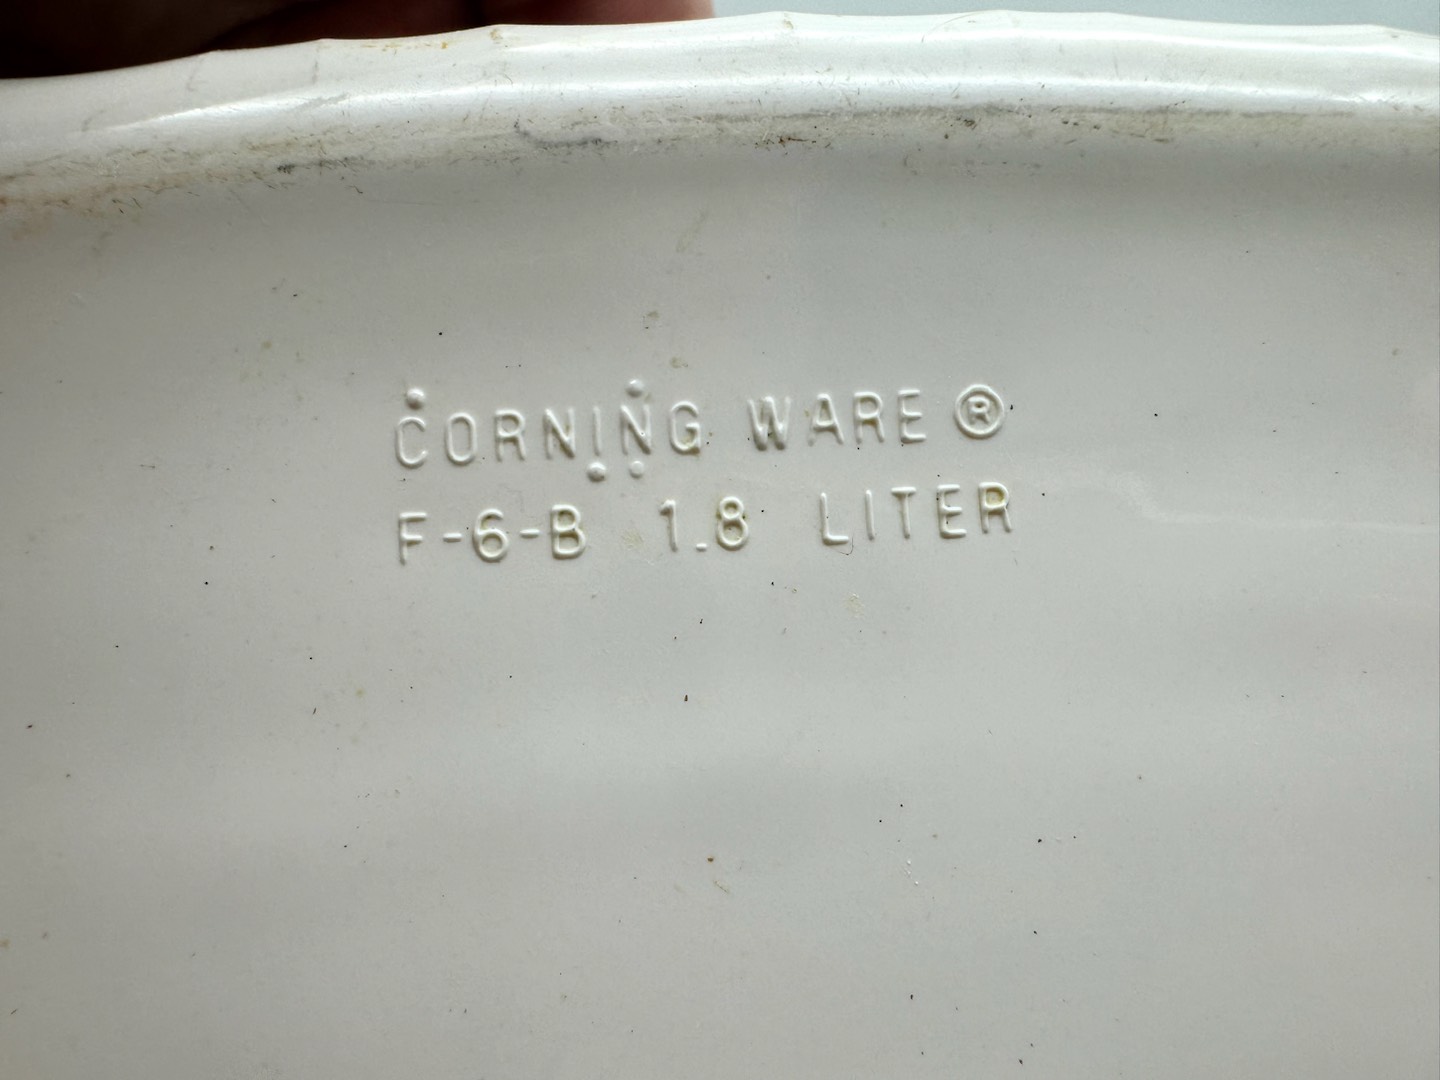 CORNING WARE ®
F-6-B 1.8 LITER